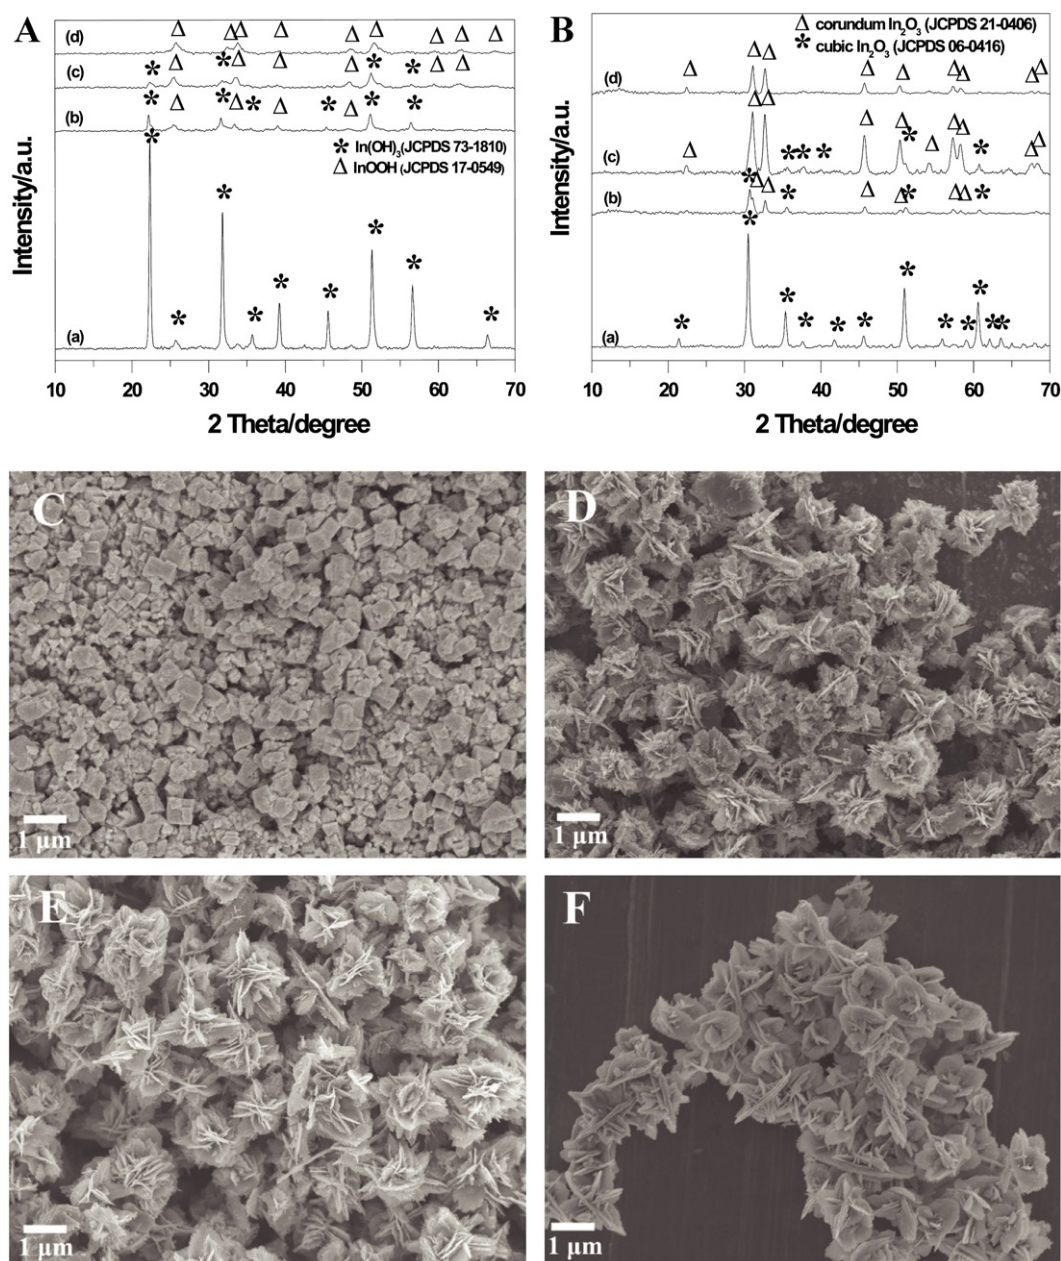 A
(d)
(c)
(b)
* In(OH)₃(JCPDS 73-1810)
Δ InOOH (JCPDS 17-0549)
(a)
Intensity/a.u.
10 20 30 40 50 60 70
2 Theta/degree
B
Δ corundum In₂O₃ (JCPDS 21-0406)
* cubic In₂O₃ (JCPDS 06-0416)
(d)
(c)
(b)
(a)
Intensity/a.u.
10 20 30 40 50 60 70
2 Theta/degree
C
1 µm
D
1 µm
E
1 µm
F
1 µm